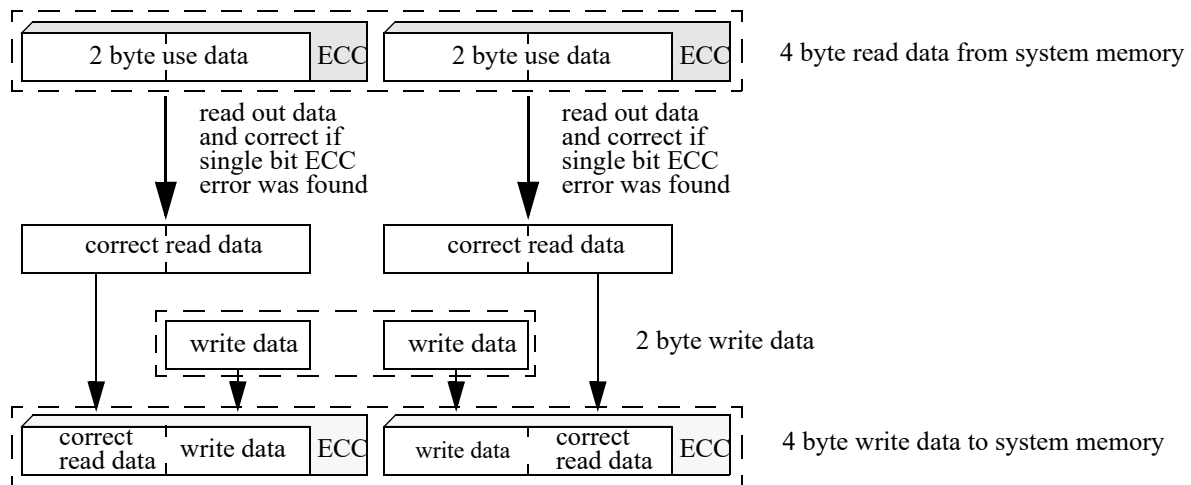 2 byte use data ECC 2 byte use data ECC 4 byte read data from system memory
read out data
and correct if
single bit ECC
error was found
read out data
and correct if
single bit ECC
error was found
correct read data correct read data
write data write data 2 byte write data
correct
read data
write data ECC
write data
correct
read data
ECC
4 byte write data to system memory